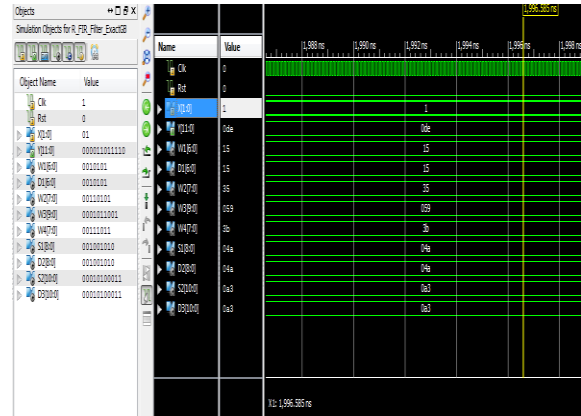 Objects
Simulation Objects for R_FIR_Filter_Exact8
Object Name Value
Clk 1
Rst 0
X[1:0] 01
Y[11:0] 000011011110
W1[6:0] 0010101
D1[6:0] 0010101
W2[7:0] 00110101
W3[9:0] 0001011001
W4[7:0] 00111011
S1[8:0] 001001010
D2[8:0] 001001010
S2[10:0] 00010100011
D3[10:0] 00010100011
1,996.585 ns
Name Value 1,988 ns 1,990 ns 1,992 ns 1,994 ns 1,996 ns 1,998 ns
Clk 0
Rst 0
X[1:0] 1 1
Y[11:0] 0de 0de
W1[6:0] 15 15
D1[6:0] 15 15
W2[7:0] 35 35
W3[9:0] 059 059
W4[7:0] 3b 3b
S1[8:0] 04a 04a
D2[8:0] 04a 04a
S2[10:0] 0a3 0a3
D3[10:0] 0a3 0a3
X1: 1,996.585 ns